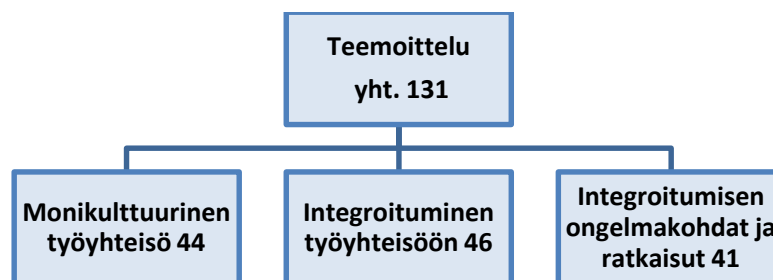 Teemoittelu
yht. 131
Monikulttuurinen
työyhteisö 44
Integroituminen
työyhteisöön 46
Integroitumisen
ongelmakohdat ja
ratkaisut 41